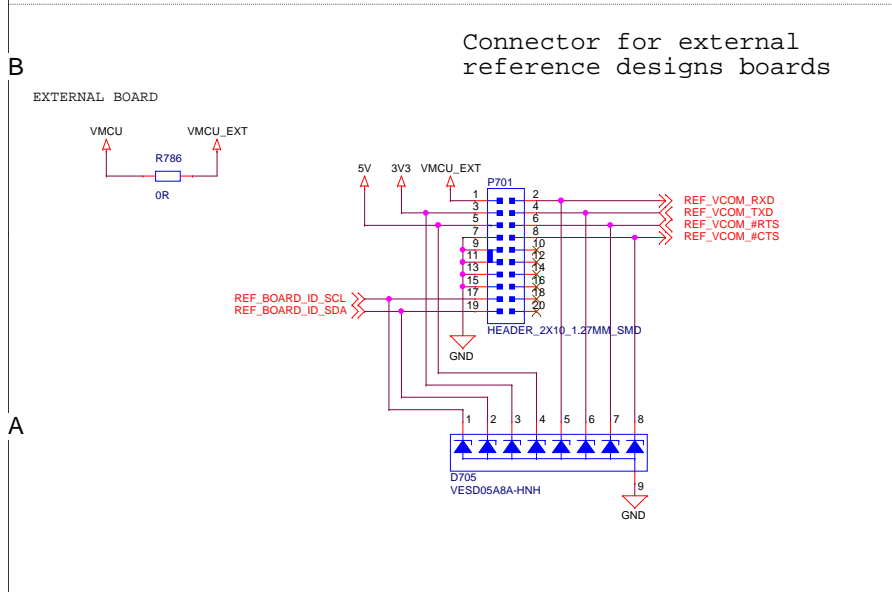 Connector for external
reference designs boards
B
EXTERNAL BOARD
VMCU
VMCU_EXT
R786
0R
5V
3V3
VMCU_EXT
P701
1
2
REF_VCOM_RXD
3
4
REF_VCOM_TXD
5
6
REF_VCOM_#RTS
7
8
REF_VCOM_#CTS
9
10
11
12
13
14
15
16
17
18
19
20
REF_BOARD_ID_SCL
REF_BOARD_ID_SDA
HEADER_2X10_1.27MM_SMD
GND
A
1
2
3
4
5
6
7
8
D705
VESD05A8A-HNH
9
GND